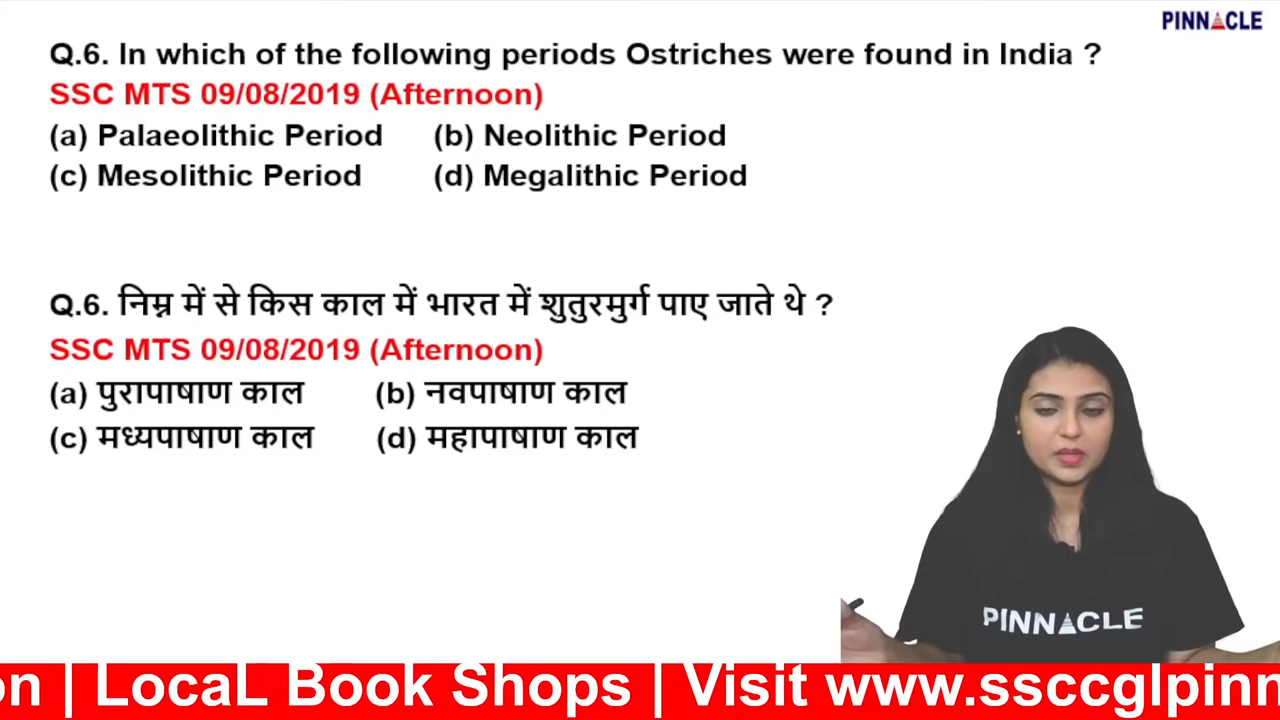 PINNACLE
Q.6. In which of the following periods Ostriches were found in India ?
SSC MTS 09/08/2019 (Afternoon)
(a) Palaeolithic Period (b) Neolithic Period
(c) Mesolithic Period (d) Megalithic Period
Q.6. निम्न में से किस काल में भारत में शुतुरमुर्ग पाए जाते थे ?
SSC MTS 09/08/2019 (Afternoon)
(a) पुरापाषाण काल (b) नवपाषाण काल
(c) मध्यपाषाण काल (d) महापाषाण काल
PINNACLE
on | LocaL Book Shops | Visit www.ssccglpinn